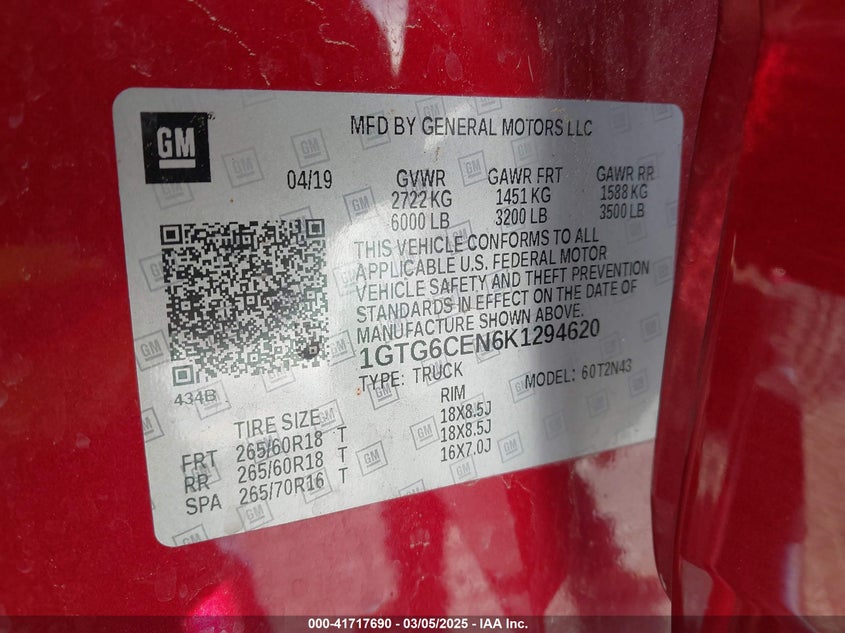 GM
MFD BY GENERAL MOTORS LLC
04/19 GVWR GAWR FRT GAWR RR
2722 KG 1451 KG 1588 KG
6000 LB 3200 LB 3500 LB
THIS VEHICLE CONFORMS TO ALL
APPLICABLE U.S. FEDERAL MOTOR
VEHICLE SAFETY AND THEFT PREVENTION
STANDARDS IN EFFECT ON THE DATE OF
MANUFACTURE SHOWN ABOVE.
1GTG6CEN6K1294620
TYPE: TRUCK MODEL: 60T2N43
434B
TIRE SIZE RIM
FRT 265/60R18 T 18X8.5J
RR 265/60R18 T 18X8.5J
SPA 265/70R16 T 16X7.0J
000-41717690 - 03/05/2025 - IAA Inc.